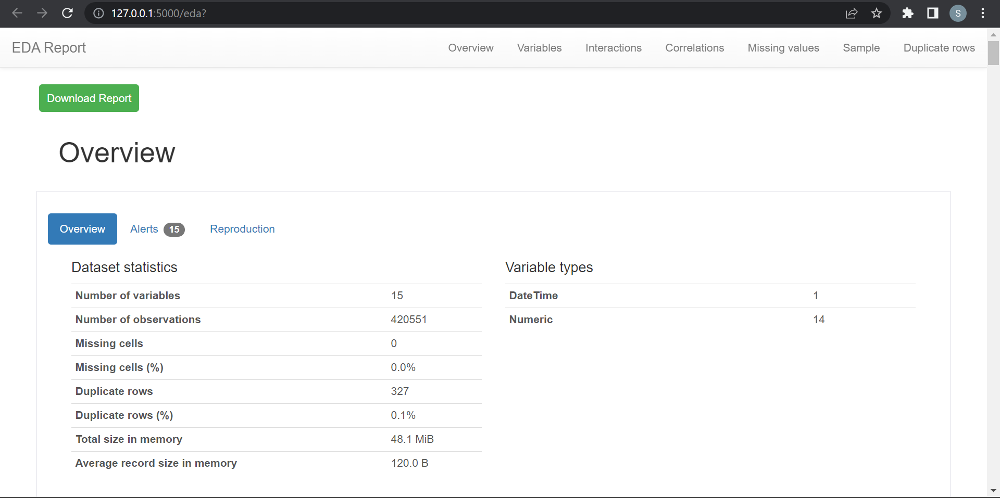 127.0.0.1:5000/eda?
S
EDA Report
Overview Variables Interactions Correlations Missing values Sample Duplicate rows
Download Report
Overview
Overview Alerts 15 Reproduction
Dataset statistics
Number of variables 15
Number of observations 420551
Missing cells 0
Missing cells (%) 0.0%
Duplicate rows 327
Duplicate rows (%) 0.1%
Total size in memory 48.1 MiB
Average record size in memory 120.0 B
Variable types
DateTime 1
Numeric 14